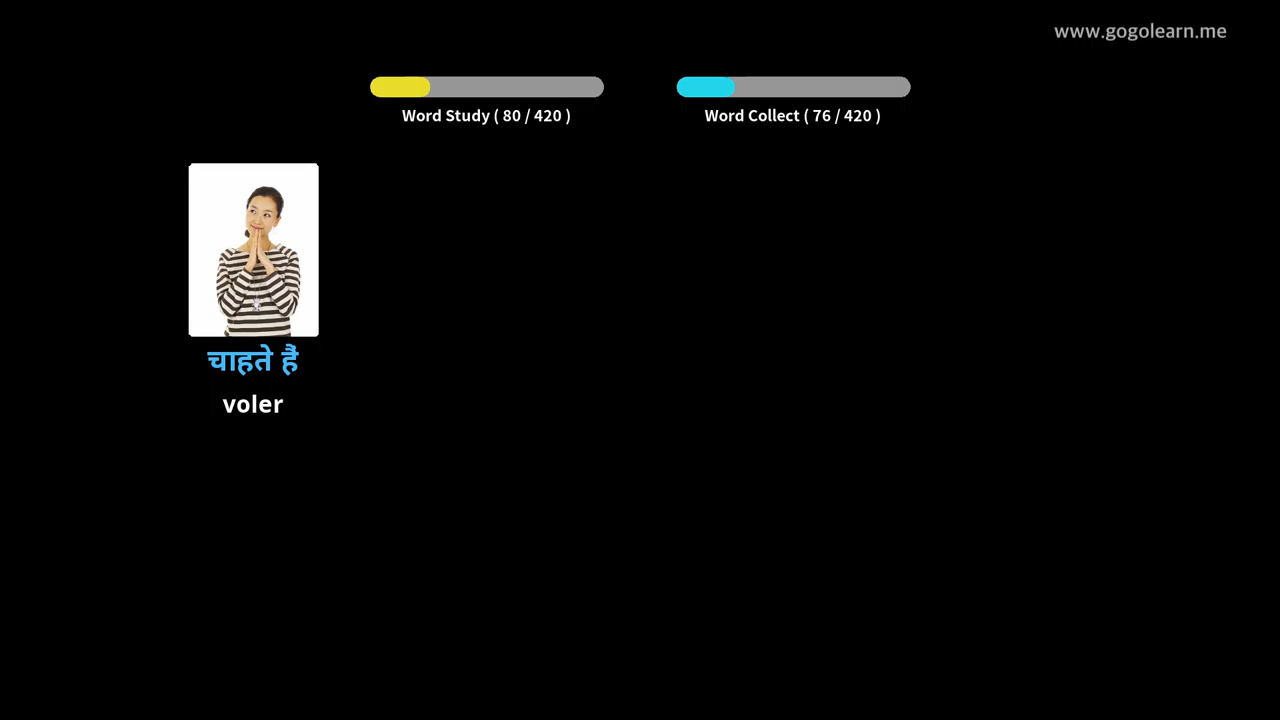 www.gogolearn.me
Word Study ( 80 / 420 )
Word Collect ( 76 / 420 )
चाहते हैं
voler